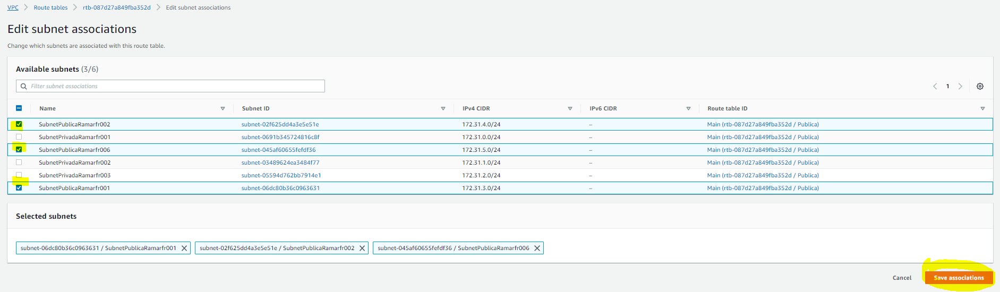 VPC > Route tables > rtb-087d27a849fba352d > Edit subnet associations
Edit subnet associations
Change which subnets are associated with this route table.
Available subnets (3/6)
Filter subnet associations
1
Name Subnet ID IPv4 CIDR IPv6 CIDR Route table ID
SubnetPublicaRamarfr002 subnet-02f625dd4a3e5e51e 172.31.4.0/24 – Main (rtb-087d27a849fba352d / Publica)
SubnetPrivadaRamarfr001 subnet-0691b345724816c8f 172.31.0.0/24 – Main (rtb-087d27a849fba352d / Publica)
SubnetPublicaRamarfr006 subnet-045af60655fefdf36 172.31.5.0/24 – Main (rtb-087d27a849fba352d / Publica)
SubnetPrivadaRamarfr002 subnet-03489624ea3484f77 172.31.1.0/24 – Main (rtb-087d27a849fba352d / Publica)
SubnetPrivadaRamarfr003 subnet-05594d762bb7914e1 172.31.2.0/24 – Main (rtb-087d27a849fba352d / Publica)
SubnetPublicaRamarfr001 subnet-06dc80b36c0963631 172.31.3.0/24 – Main (rtb-087d27a849fba352d / Publica)
Selected subnets
subnet-06dc80b36c0963631 / SubnetPublicaRamarfr001 subnet-02f625dd4a3e5e51e / SubnetPublicaRamarfr002 subnet-045af60655fefdf36 / SubnetPublicaRamarfr006
Cancel Save associations